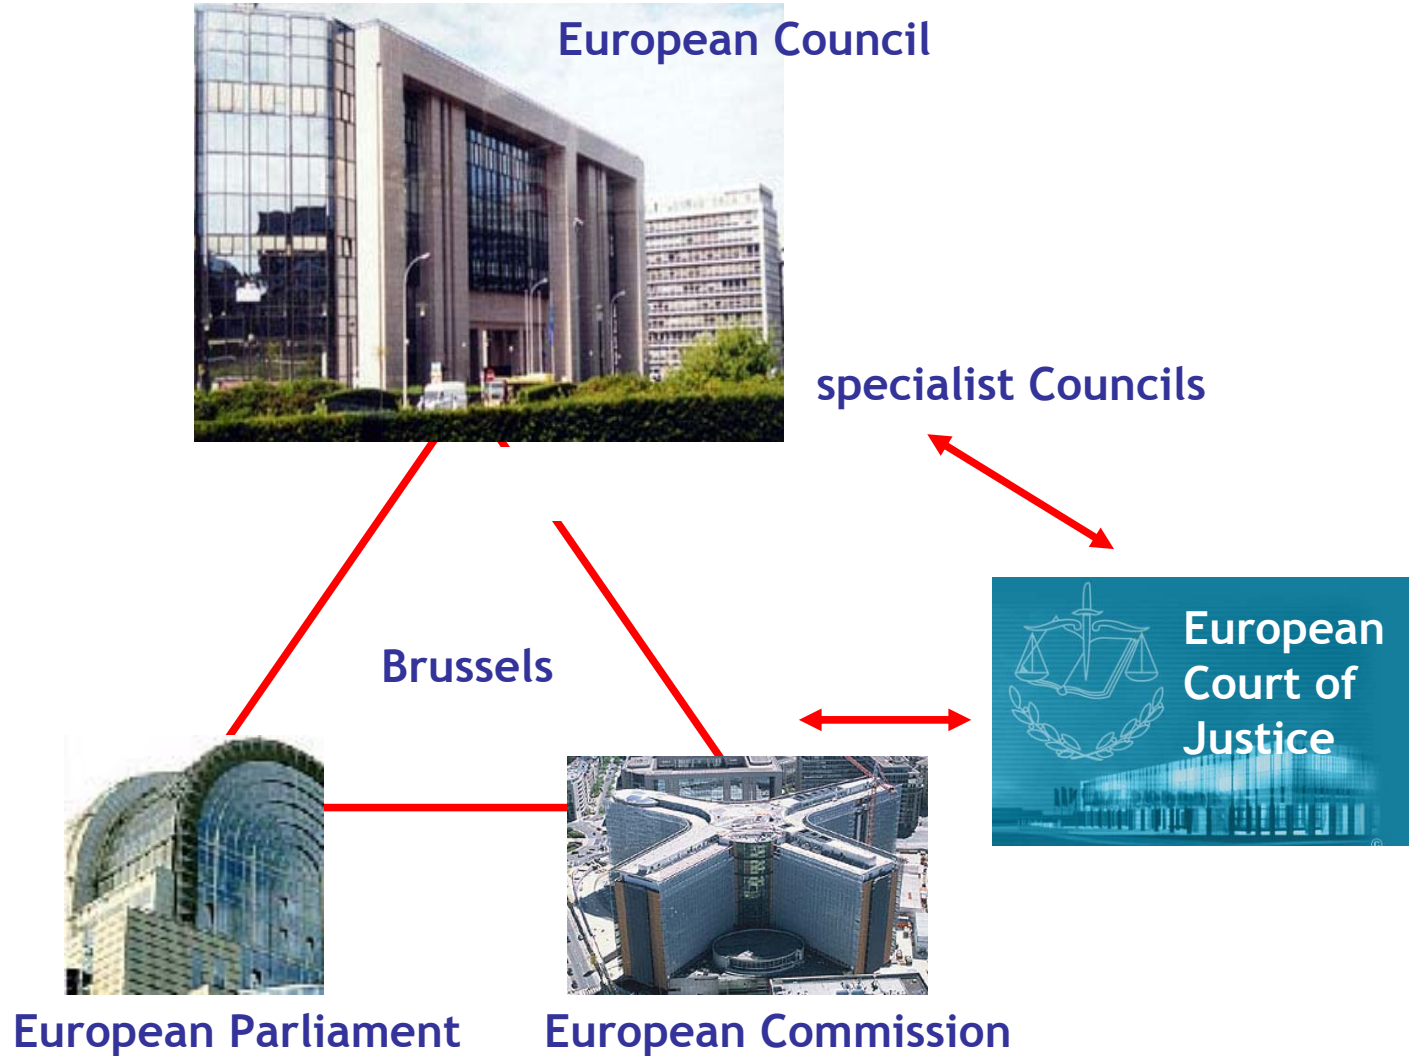 European Council
specialist Councils
European
Court of
Justice
Brussels
European Parliament
European Commission
©